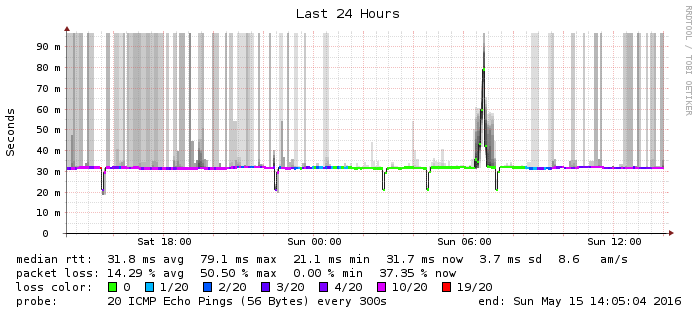 Last 24 Hours
RRDTOOL / TOBI OETIKER
Seconds
90 m
80 m
70 m
60 m
50 m
40 m
30 m
20 m
10 m
0
Sat 18:00 Sun 00:00 Sun 06:00 Sun 12:00
median rtt: 31.8 ms avg 79.1 ms max 21.1 ms min 31.7 ms now 3.7 ms sd 8.6 am/s
packet loss: 14.29 % avg 50.50 % max 0.00 % min 37.35 % now
loss color: 0 1/20 2/20 3/20 4/20 10/20 19/20
probe: 20 ICMP Echo Pings (56 Bytes) every 300s end: Sun May 15 14:05:04 2016